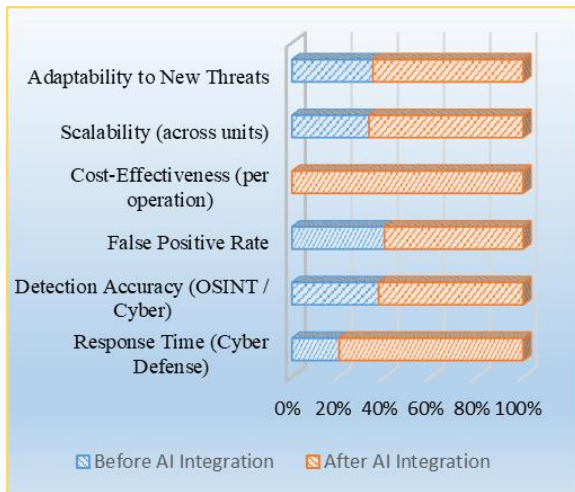 Adaptability to New Threats
Scalability (across units)
Cost-Effectiveness (per
operation)
False Positive Rate
Detection Accuracy (OSINT /
Cyber)
Response Time (Cyber
Defense)
0% 20% 40% 60% 80% 100%
Before AI Integration After AI Integration